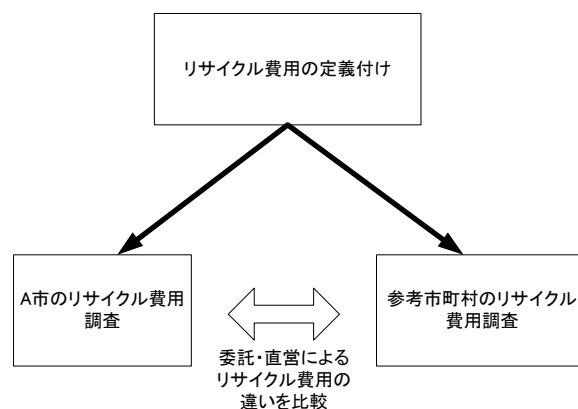 リサイクル費用の定義付け
A市のリサイクル費用
調査
参考市町村のリサイクル
費用調査
委託・直営による
リサイクル費用の
違いを比較